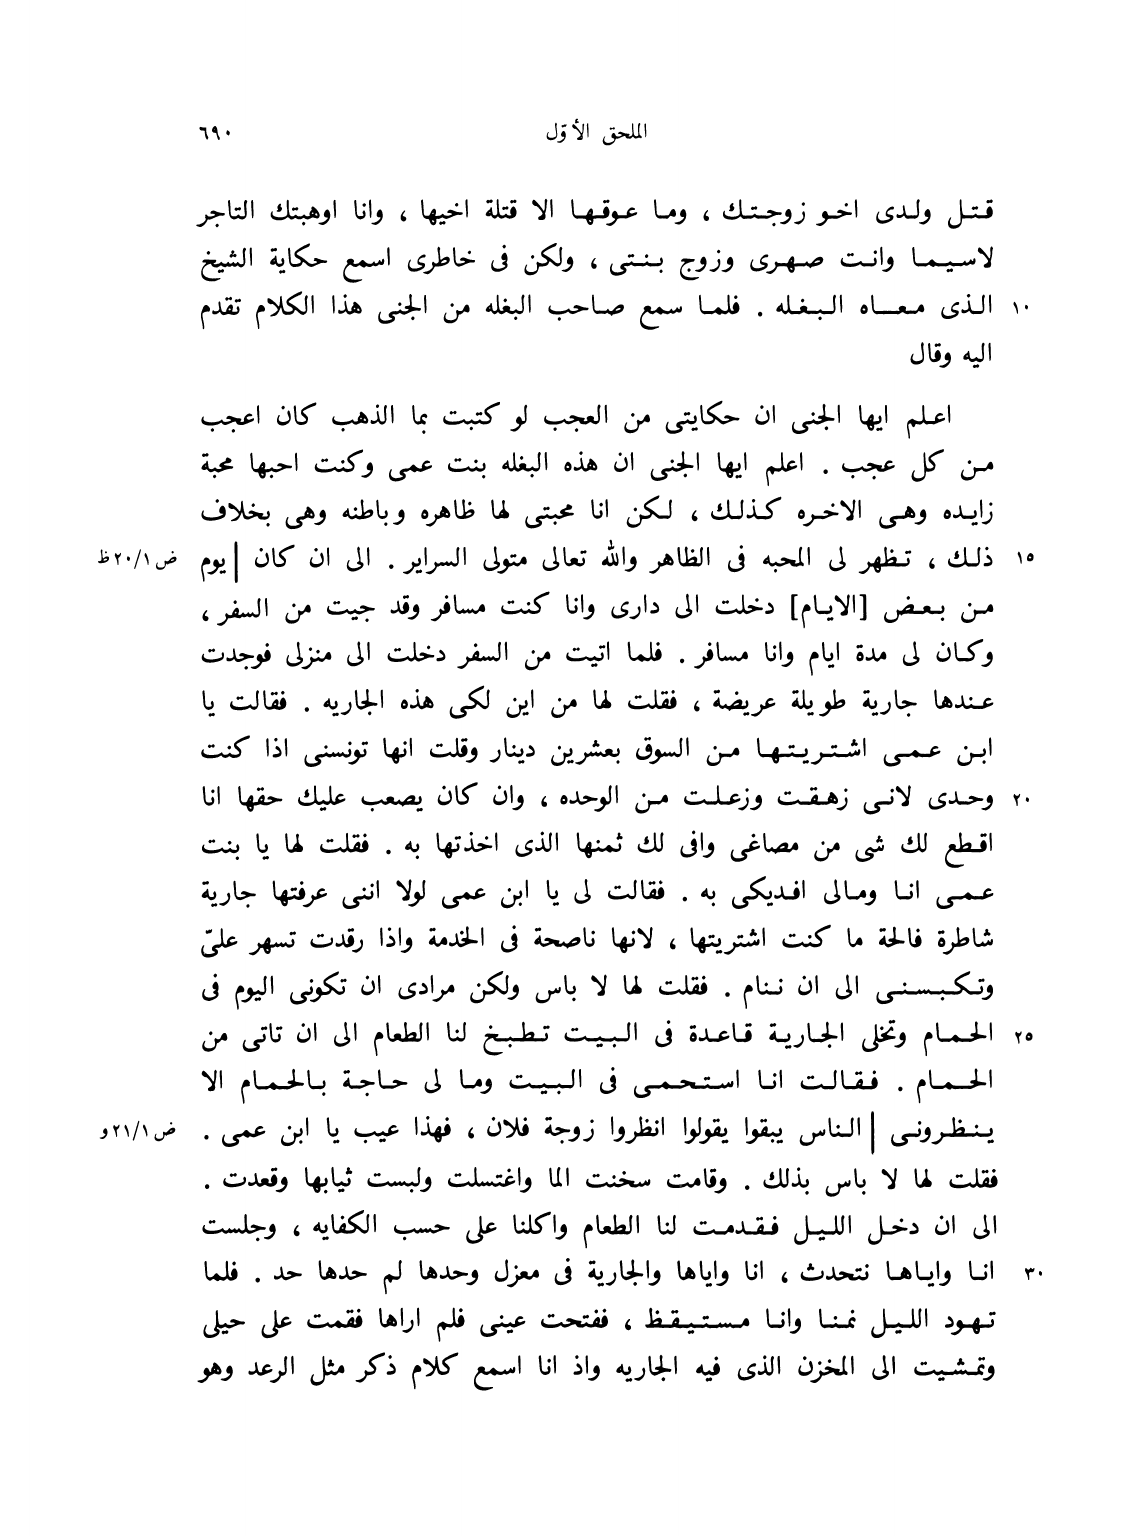 الملحق الأوّل ٦٩٠
قتل ولدى اخو زوجتك ، وما عوقها الا قتلة اخيها ، وانا اوهبتك التاجر
لاسيما وانت صهرى وزوج بنتى ، ولكن فى خاطرى اسمع حكاية الشيخ
١٠ الذى معاه البغله . فلما سمع صاحب البغله من الجنى هذا الكلام تقدم
اليه وقال
اعلم ايها الجنى ان حكايتى من العجب لو كتبت بما الذهب كان اعجب
من كل عجب . اعلم ايها الجنى ان هذه البغله بنت عمى وكنت احبها محبة
زايده وهى الاخره كذلك ، لكن انا محبتى لها ظاهره وباطنه وهى بخلاف
١٥ ذلك ، تظهر لى المحبه فى الظاهر والله تعالى متولى السراير . الى ان كان | يوم ض ٢٠/١ظ
من بعض [الايام] دخلت الى دارى وانا كنت مسافر وقد جيت من السفر ،
وكان لى مدة ايام وانا مسافر . فلما اتيت من السفر دخلت الى منزلى فوجدت
عندها جارية طويلة عريضة ، فقلت لها من اين لكى هذه الجاريه . فقالت يا
ابن عمى اشتريتها من السوق بعشرين دينار وقلت انها تونسنى اذا كنت
٢٠ وحدى لانى زهقت وزعلت من الوحده ، وان كان يصعب عليك حقها انا
اقطع لك شى من مصاغى وافى لك ثمنها الذى اخذتها به . فقلت لها يا بنت
عمى انا ومالى افديكى به . فقالت لى يا ابن عمى لولا اننى عرفتها جارية
شاطرة فالحة ما كنت اشتريتها ، لانها ناصحة فى الخدمة واذا رقدت تسهر علىّ
وتكبسنى الى ان ننام . فقلت لها لا باس ولكن مرادى ان تكونى اليوم فى
٢٥ الحمام وتخلى الجارية قاعدة فى البيت تطبخ لنا الطعام الى ان تاتى من
الحمام . فقالت انا استحمى فى البيت وما لى حاجة بالحمام الا
ينظرونى | الناس يبقوا يقولوا انظروا زوجة فلان ، فهذا عيب يا ابن عمى . ض ٢١/١و
فقلت لها لا باس بذلك . وقامت سخنت الما واغتسلت ولبست ثيابها وقعدت .
الى ان دخل الليل فقدمت لنا الطعام واكلنا على حسب الكفايه ، وجلست
٣٠ انا واياها نتحدث ، انا واياها والجارية فى معزل وحدها لم حدها حد . فلما
تهود الليل نمنا وانا مستيقظ ، ففتحت عينى فلم اراها فقمت على حيلى
وتمشيت الى المخزن الذى فيه الجاريه واذ انا اسمع كلام ذكر مثل الرعد وهو